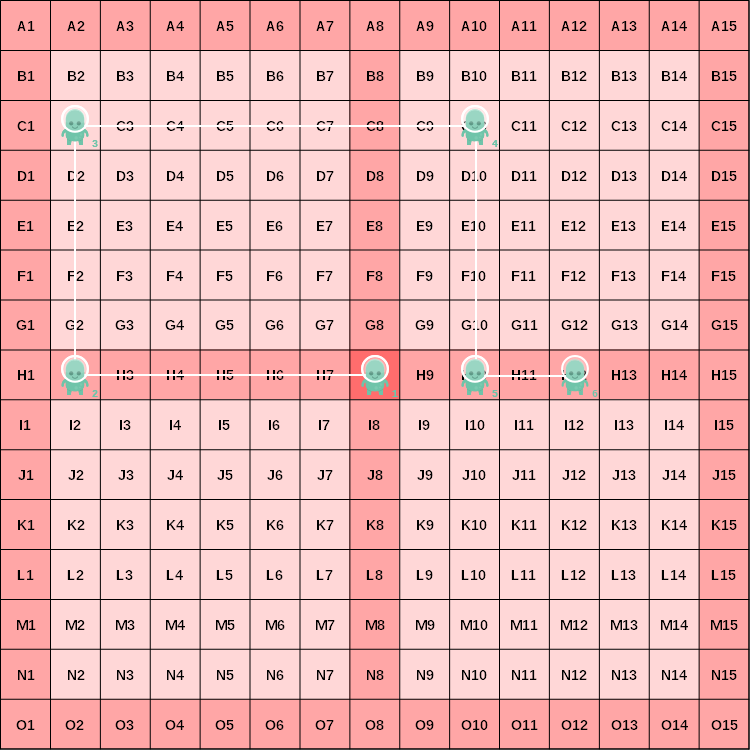 A1 A2 A3 A4 A5 A6 A7 A8 A9 A10 A11 A12 A13 A14 A15
B1 B2 B3 B4 B5 B6 B7 B8 B9 B10 B11 B12 B13 B14 B15
C1 C3 C4 C5 C6 C7 C8 C9 C11 C12 C13 C14 C15
3 4
D1 D2 D3 D4 D5 D6 D7 D8 D9 D10 D11 D12 D13 D14 D15
E1 E2 E3 E4 E5 E6 E7 E8 E9 E10 E11 E12 E13 E14 E15
F1 F2 F3 F4 F5 F6 F7 F8 F9 F10 F11 F12 F13 F14 F15
G1 G2 G3 G4 G5 G6 G7 G8 G9 G10 G11 G12 G13 G14 G15
H1 H3 H4 H5 H6 H7 H9 H11 H13 H14 H15
2 1 5 6
I1 I2 I3 I4 I5 I6 I7 I8 I9 I10 I11 I12 I13 I14 I15
J1 J2 J3 J4 J5 J6 J7 J8 J9 J10 J11 J12 J13 J14 J15
K1 K2 K3 K4 K5 K6 K7 K8 K9 K10 K11 K12 K13 K14 K15
L1 L2 L3 L4 L5 L6 L7 L8 L9 L10 L11 L12 L13 L14 L15
M1 M2 M3 M4 M5 M6 M7 M8 M9 M10 M11 M12 M13 M14 M15
N1 N2 N3 N4 N5 N6 N7 N8 N9 N10 N11 N12 N13 N14 N15
O1 O2 O3 O4 O5 O6 O7 O8 O9 O10 O11 O12 O13 O14 O15